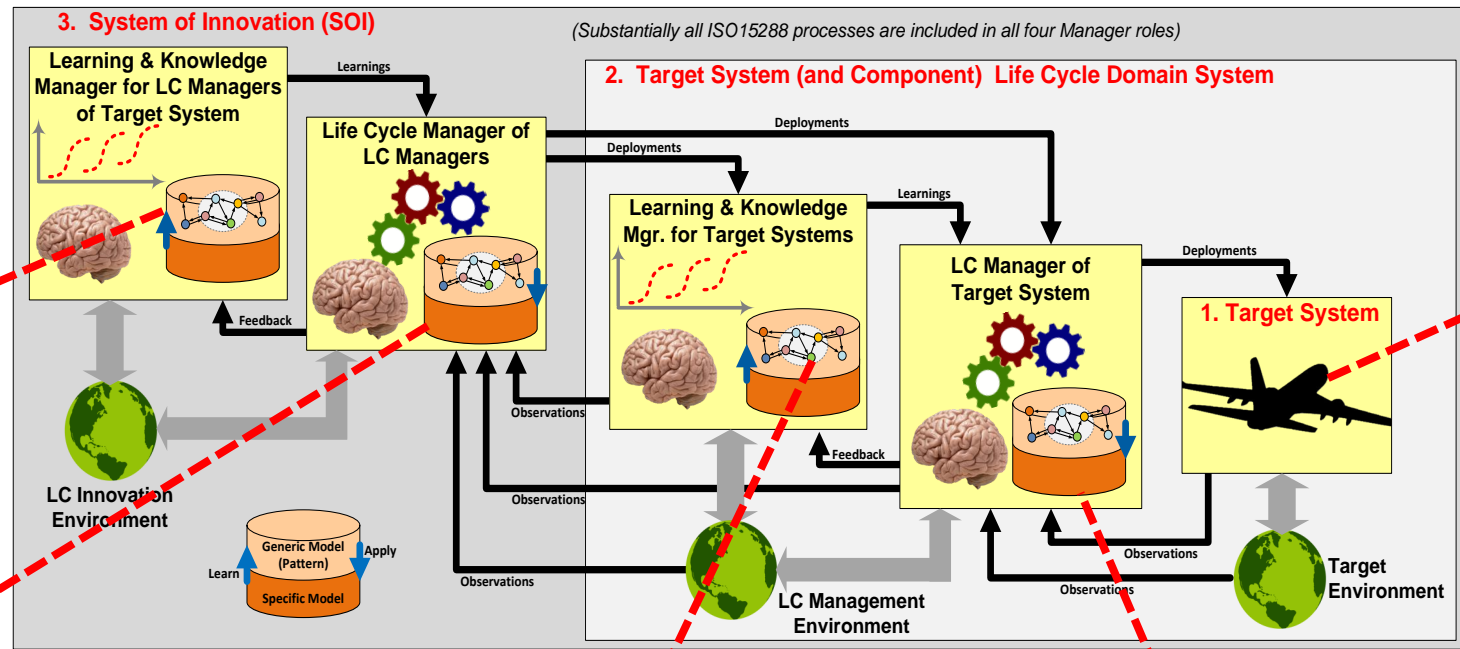 3.  System of Innovation (SOI)
(Substantially all ISO15288 processes are included in all four Manager roles)
Learning & Knowledge
Manager for LC Managers
of Target System
Learnings
2.  Target System (and Component)  Life Cycle Domain System
Life Cycle Manager of
LC Managers
Deployments
Deployments
Learning & Knowledge
Mgr. for Target Systems
Learnings
LC Manager of
Target System
Deployments
1. Target System
Feedback
Observations
Feedback
Observations
Observations
Observations
Observations
LC Innovation
Environment
Generic Model
(Pattern)
Learn
Apply
Specific Model
LC Management
Environment
Target
Environment